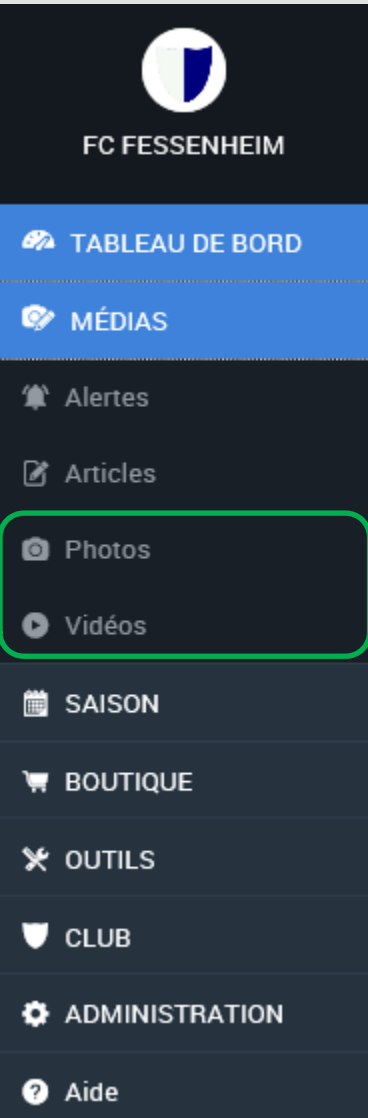 FC FESSENHEIM
TABLEAU DE BORD
MÉDIAS
Alertes
Articles
Photos
Vidéos
SAISON
BOUTIQUE
OUTILS
CLUB
ADMINISTRATION
Aide